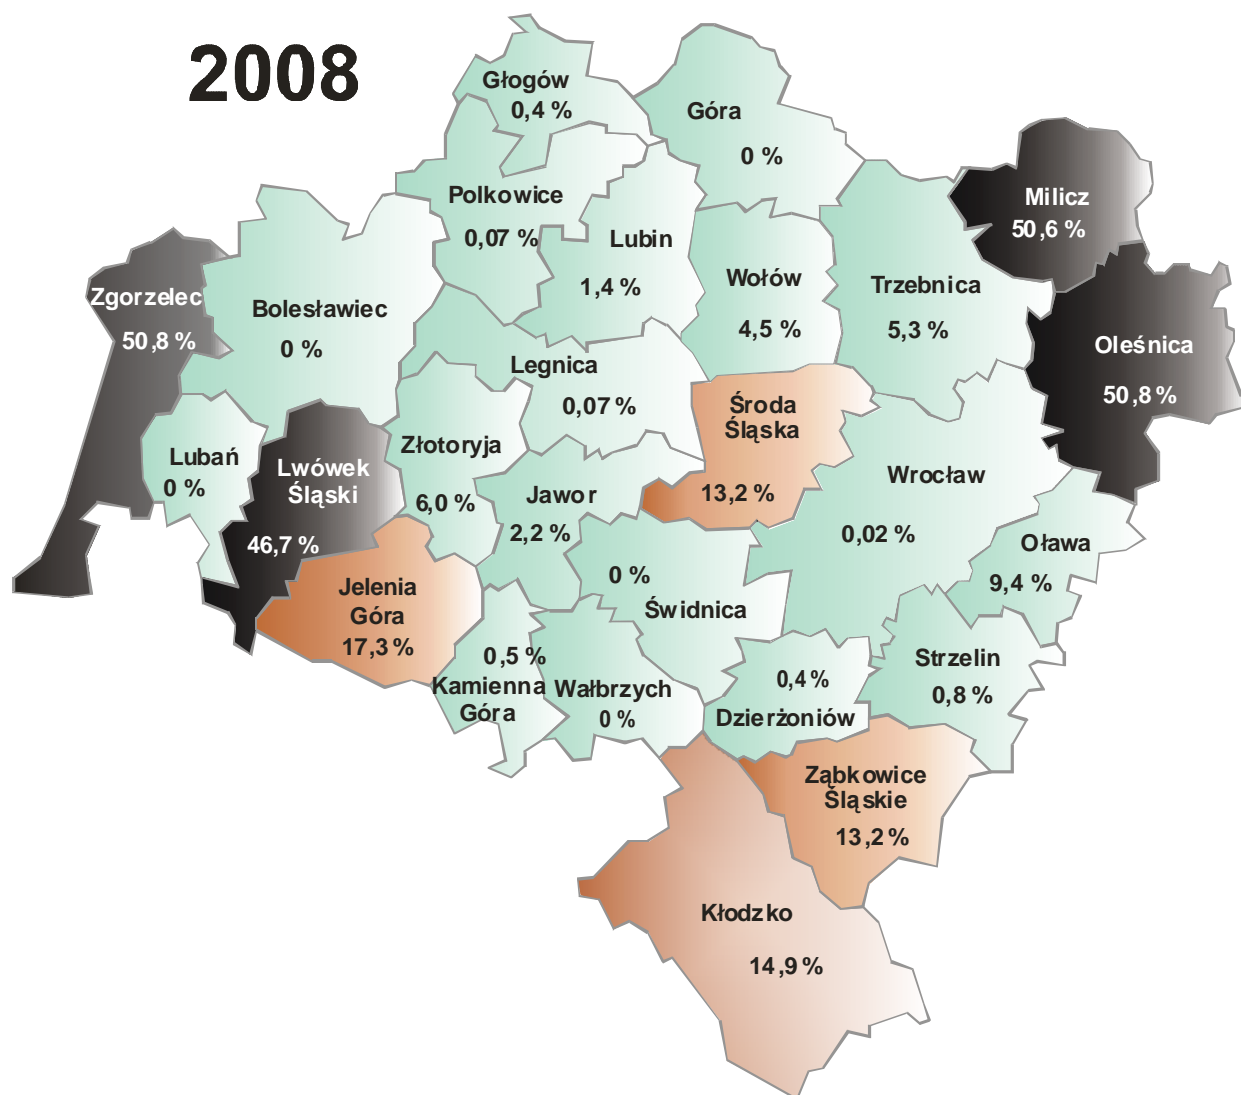 2008
Głogów
0,4 %
Góra
0 %
Polkowice
0,07 %
Lubin
1,4 %
Milicz
50,6 %
Zgorzelec
50,8 %
Bolesławiec
0 %
Wołów
4,5 %
Trzebnica
5,3 %
Oleśnica
50,8 %
Legnica
0,07 %
Środa
Śląska
13,2 %
Lubań
0 %
Lwówek
Śląski
46,7 %
Złotoryja
6,0 %
Jawor
2,2 %
Wrocław
0,02 %
Oława
9,4 %
Jelenia
Góra
17,3 %
0 %
Świdnica
0,5 %
Kamienna
Góra
Wałbrzych
0 %
0,4 %
Dzierżoniów
Strzelin
0,8 %
Ząbkowice
Śląskie
13,2 %
Kłodzko
14,9 %